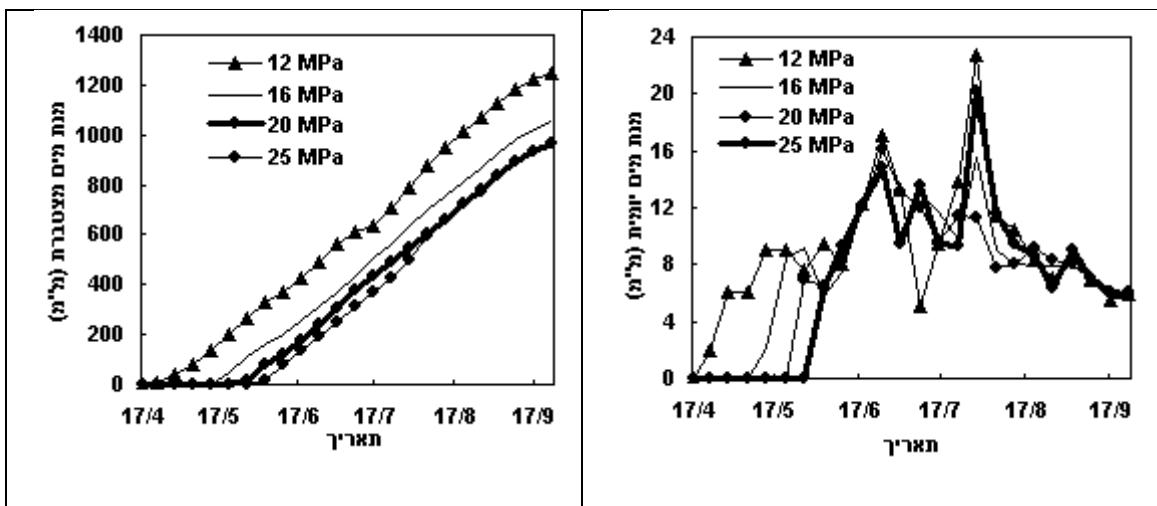 1400
1200
1000
800
600
400
200
0
12 MPa
16 MPa
20 MPa
25 MPa
מנת מים מצטברת (מ"מ)
17/4 17/5 17/6 17/7 17/8 17/9
תאריך
24
20
16
12
8
4
0
12 MPa
16 MPa
20 MPa
25 MPa
מנת מים יומית (מ"מ)
17/4 17/5 17/6 17/7 17/8 17/9
תאריך